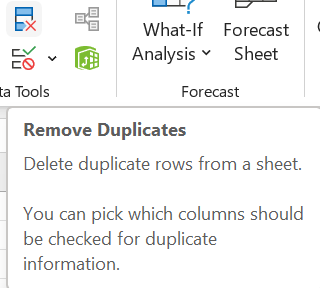 What-If
Analysis
Forecast
Sheet
ta Tools
Forecast
Remove Duplicates
Delete duplicate rows from a sheet.
You can pick which columns should
be checked for duplicate
information.